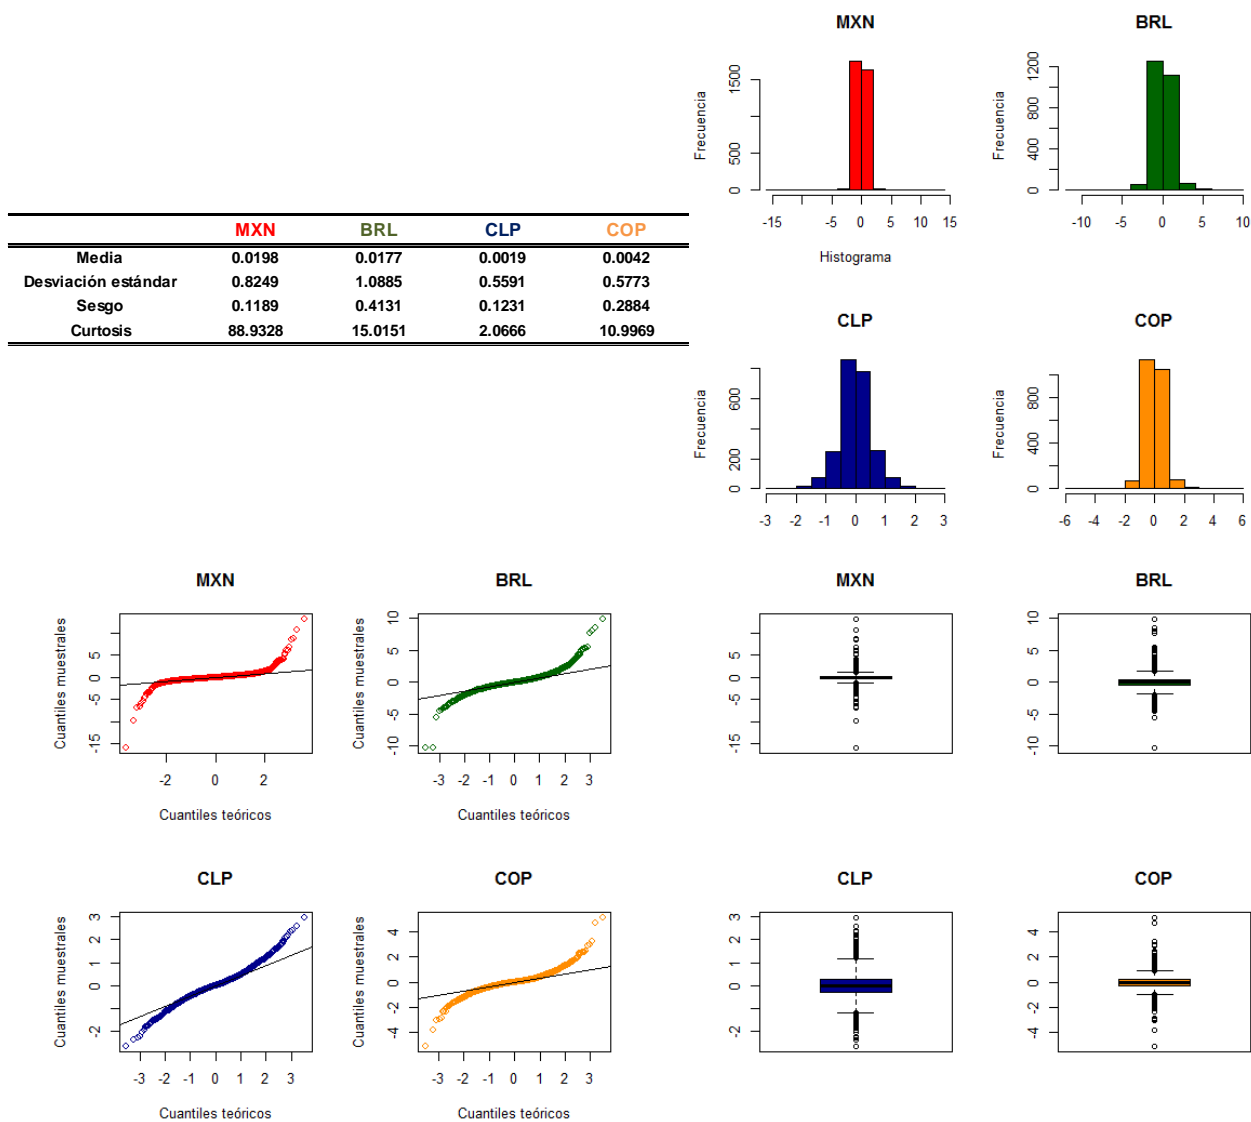 MXN BRL CLP COP
Media 0.0198 0.0177 0.0019 0.0042
Desviación estándar 0.8249 1.0885 0.5591 0.5773
Sesgo 0.1189 0.4131 0.1231 0.2884
Curtosis 88.9328 15.0151 2.0666 10.9969
MXN
Frecuencia
0 500 1500
-15 -5 0 5 10 15
Histograma
BRL
Frecuencia
0 400 800 1200
-10 -5 0 5 10
CLP
Frecuencia
0 200 600
-3 -2 -1 0 1 2 3
COP
Frecuencia
0 400 800
-6 -4 -2 0 2 4 6
MXN
Cuantiles muestrales
-15 -5 0 5
-2 0 2
Cuantiles teóricos
BRL
Cuantiles muestrales
-10 -5 0 5 10
-3 -2 -1 0 1 2 3
Cuantiles teóricos
MXN
-15 -5 0 5
BRL
-10 -5 0 5 10
CLP
Cuantiles muestrales
-2 0 1 2 3
-3 -2 -1 0 1 2 3
Cuantiles teóricos
COP
Cuantiles muestrales
-4 -2 0 2 4
-3 -2 -1 0 1 2 3
Cuantiles teóricos
CLP
-2 0 1 2 3
COP
-4 -2 0 2 4